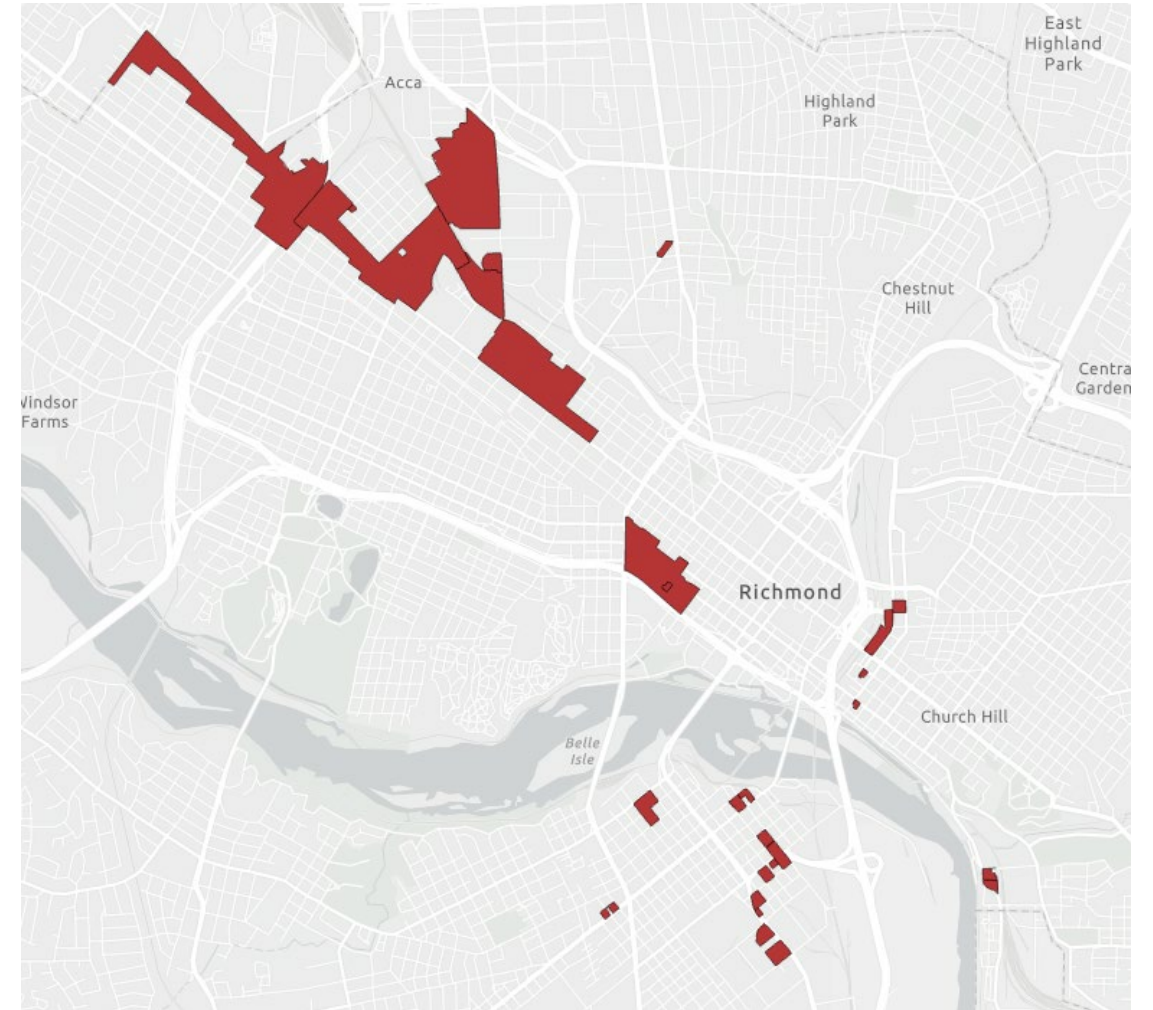 East
Highland
Park
Acca
Highland
Park
Chestnut
Hill
Centra
Garden
Windsor
Farms
Richmond
Church Hill
Belle
Isle